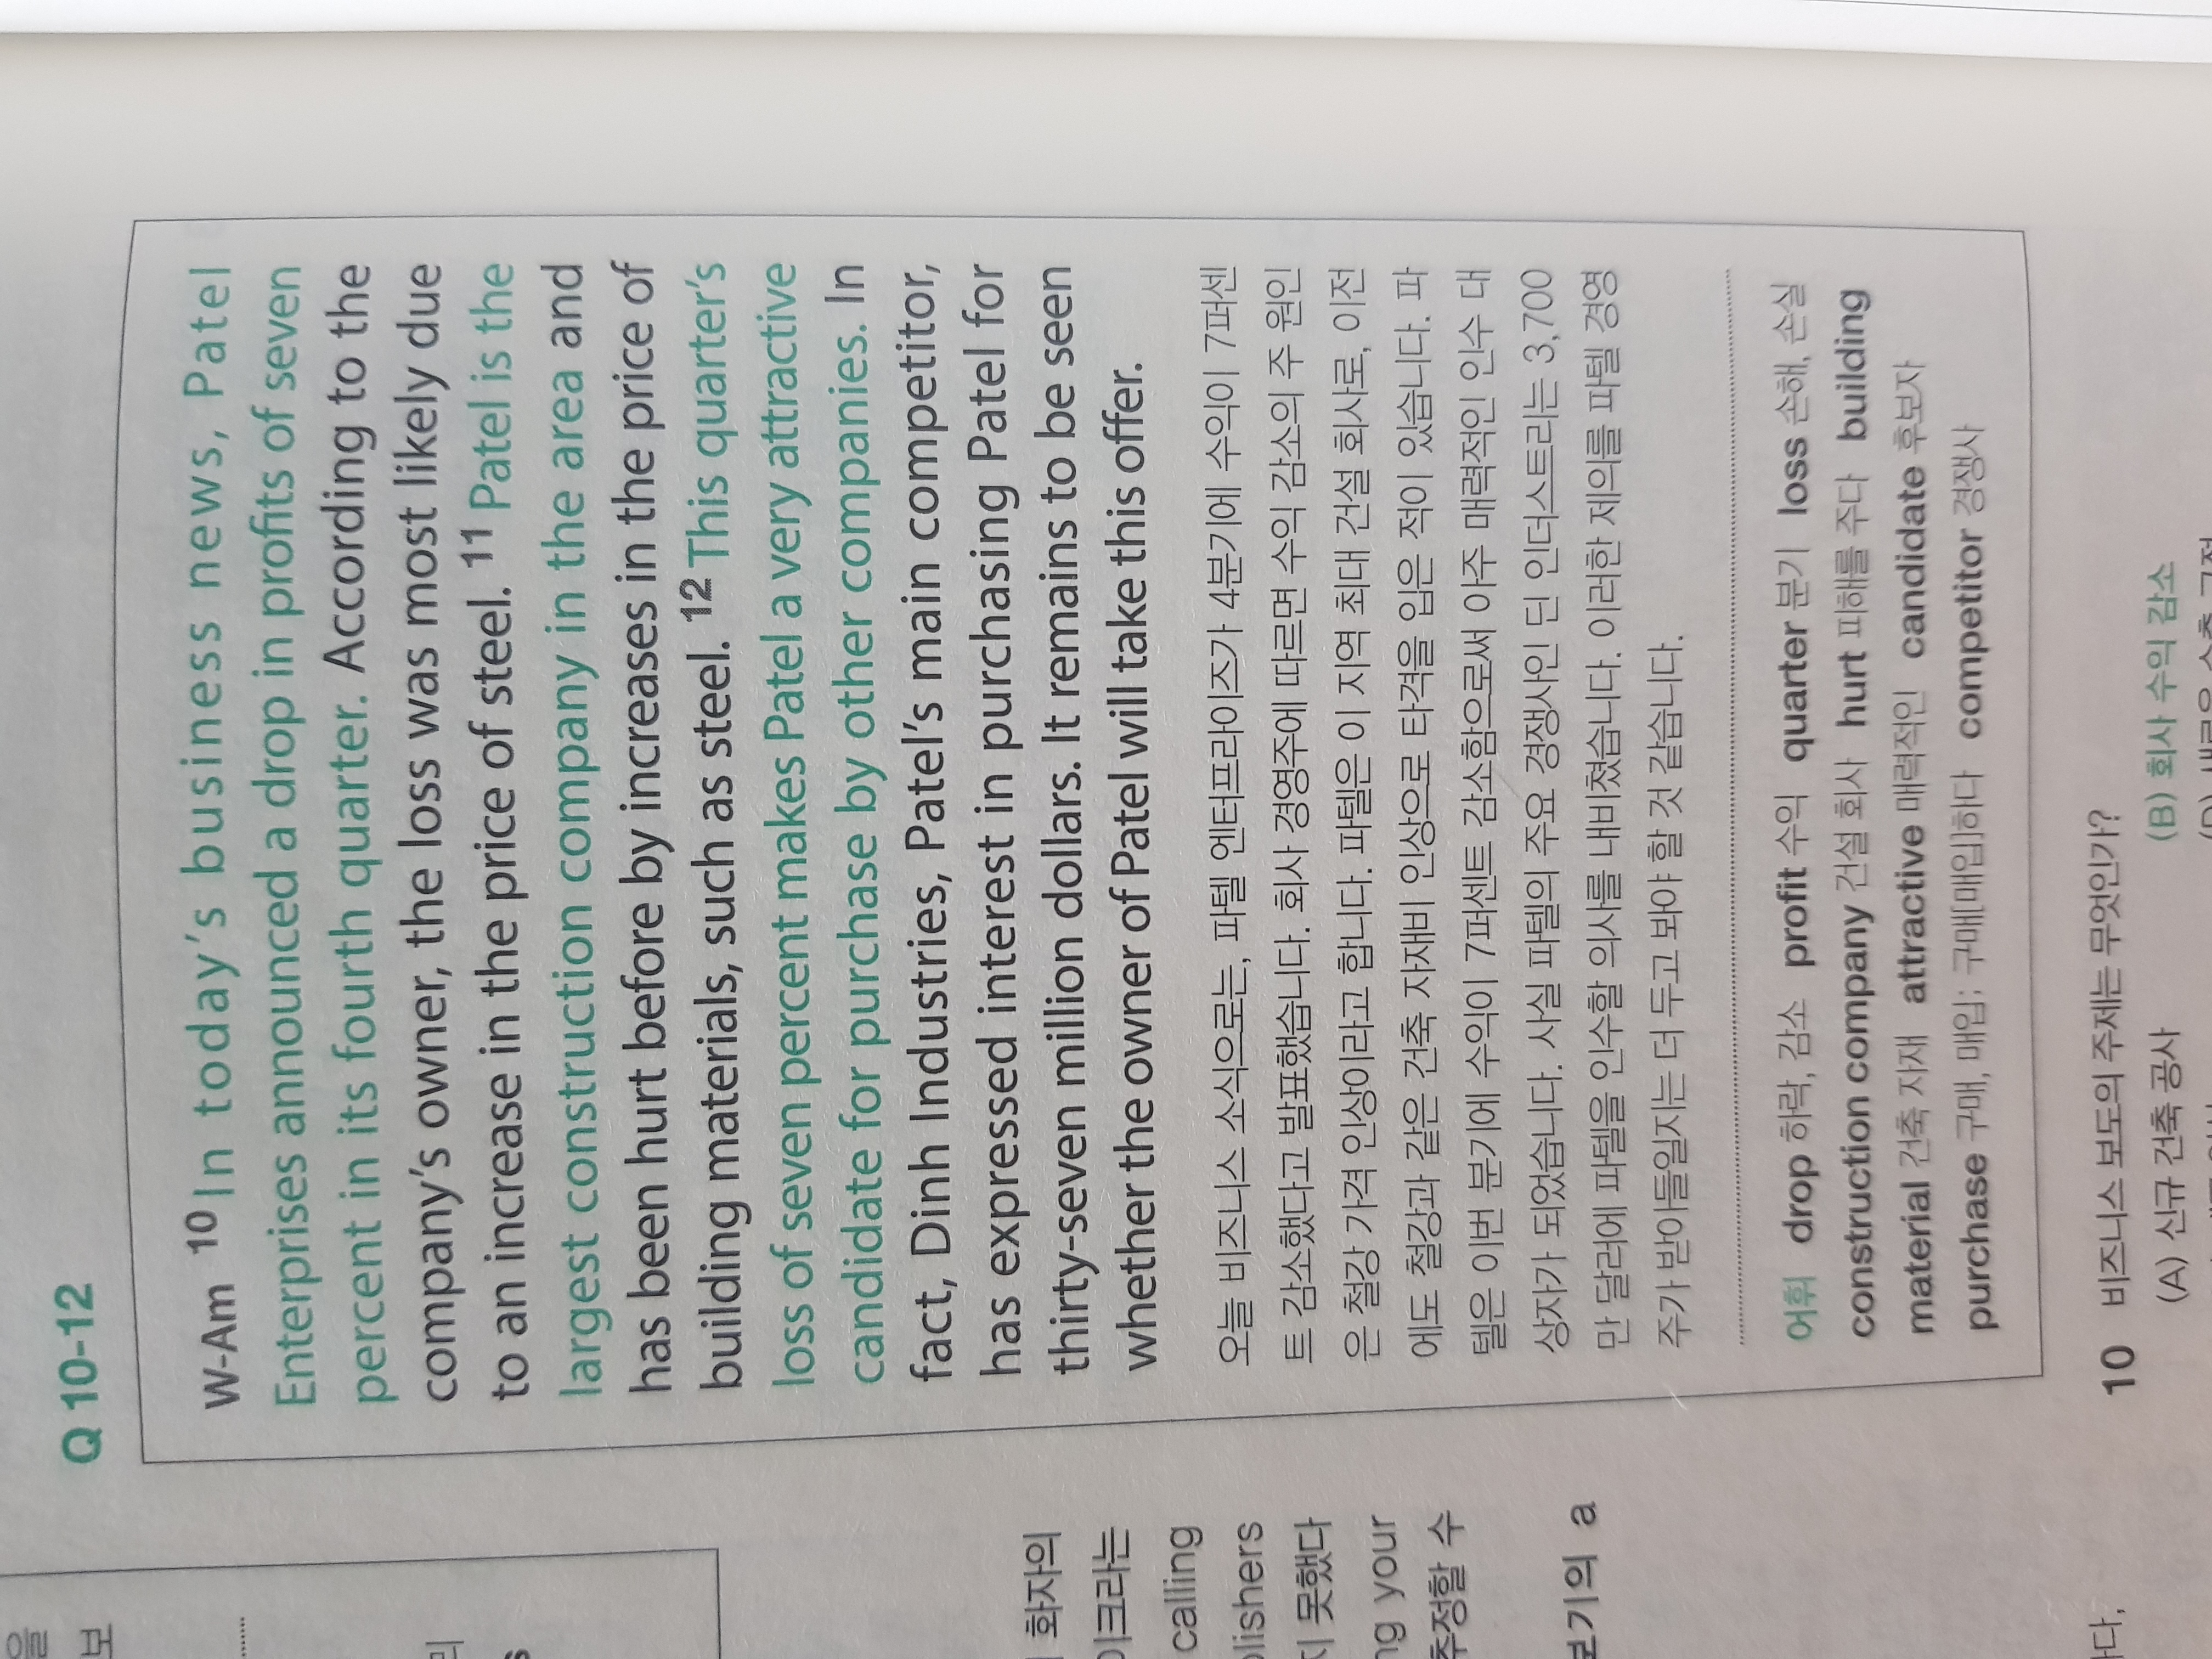 을
보
리
s
화자의
이크라는
calling
blishers
지 못했다
ng your
추정할 수
보기의 a
하다,
Q 10-12
W-Am 10 In today's business news, Patel
Enterprises announced a drop in profits of seven
percent in its fourth quarter. According to the
company's owner, the loss was most likely due
to an increase in the price of steel. 11 Patel is the
largest construction company in the area and
has been hurt before by increases in the price of
building materials, such as steel. 12 This quarter's
loss of seven percent makes Patel a very attractive
candidate for purchase by other companies. In
fact, Dinh Industries, Patel's main competitor,
has expressed interest in purchasing Patel for
thirty-seven million dollars. It remains to be seen
whether the owner of Patel will take this offer.
오늘 비즈니스 소식으로는, 파텔 엔터프라이즈가 4분기에 수익이 7퍼센
트 감소했다고 발표했습니다. 회사 경영주에 따르면 수익 감소의 주 원인
은 철강 가격 인상이라고 합니다. 파텔은 이 지역 최대 건설 회사로, 이전
에도 철강과 같은 건축 자재비 인상으로 타격을 입은 적이 있습니다. 파
텔은 이번 분기에 수익이 7퍼센트 감소함으로써 아주 매력적인 인수 대
상자가 되었습니다. 사실 파텔의 주요 경쟁사인 딘 인더스트리는 3,700
만 달러에 파텔을 인수할 의사를 내비쳤습니다. 이러한 제의를 파텔 경영
주가 받아들일지는 더 두고 봐야 할 것 같습니다.
어휘 drop 하락, 감소 profit 수익 quarter 분기 loss 손해, 손실
construction company 건설 회사 hurt 피해를 주다 building
material 건축 자재 attractive 매력적인 candidate 후보자
purchase 구매, 매입; 구매[매입]하다 competitor 경쟁사
10 비즈니스 보도의 주제는 무엇인가?
(A) 신규 건축 공사 (B) 회사 수익 감소
(D) 새로운 수출 규정